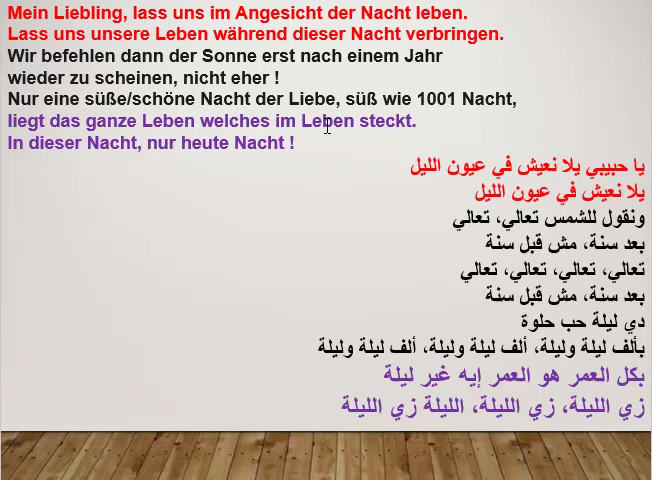 Mein Liebling, lass uns im Angesicht der Nacht leben.
Lass uns unsere Leben während dieser Nacht verbringen.
Wir befehlen dann der Sonne erst nach einem Jahr
wieder zu scheinen, nicht eher !
Nur eine süße/schöne Nacht der Liebe, süß wie 1001 Nacht,
liegt das ganze Leben welches im Leben steckt.
In dieser Nacht, nur heute Nacht !
يا حبيبي يلا نعيش في عيون الليل
يلا نعيش في عيون الليل
ونقول للشمس تعالي، تعالي
بعد سنة، مش قبل سنة
تعالي، تعالي، تعالي، تعالي
بعد سنة، مش قبل سنة
دي ليلة حب حلوة
بألف ليلة وليلة، ألف ليلة وليلة، ألف ليلة وليلة
بكل العمر هو العمر إيه غير ليلة
زي الليلة، زي الليلة، الليلة زي الليلة